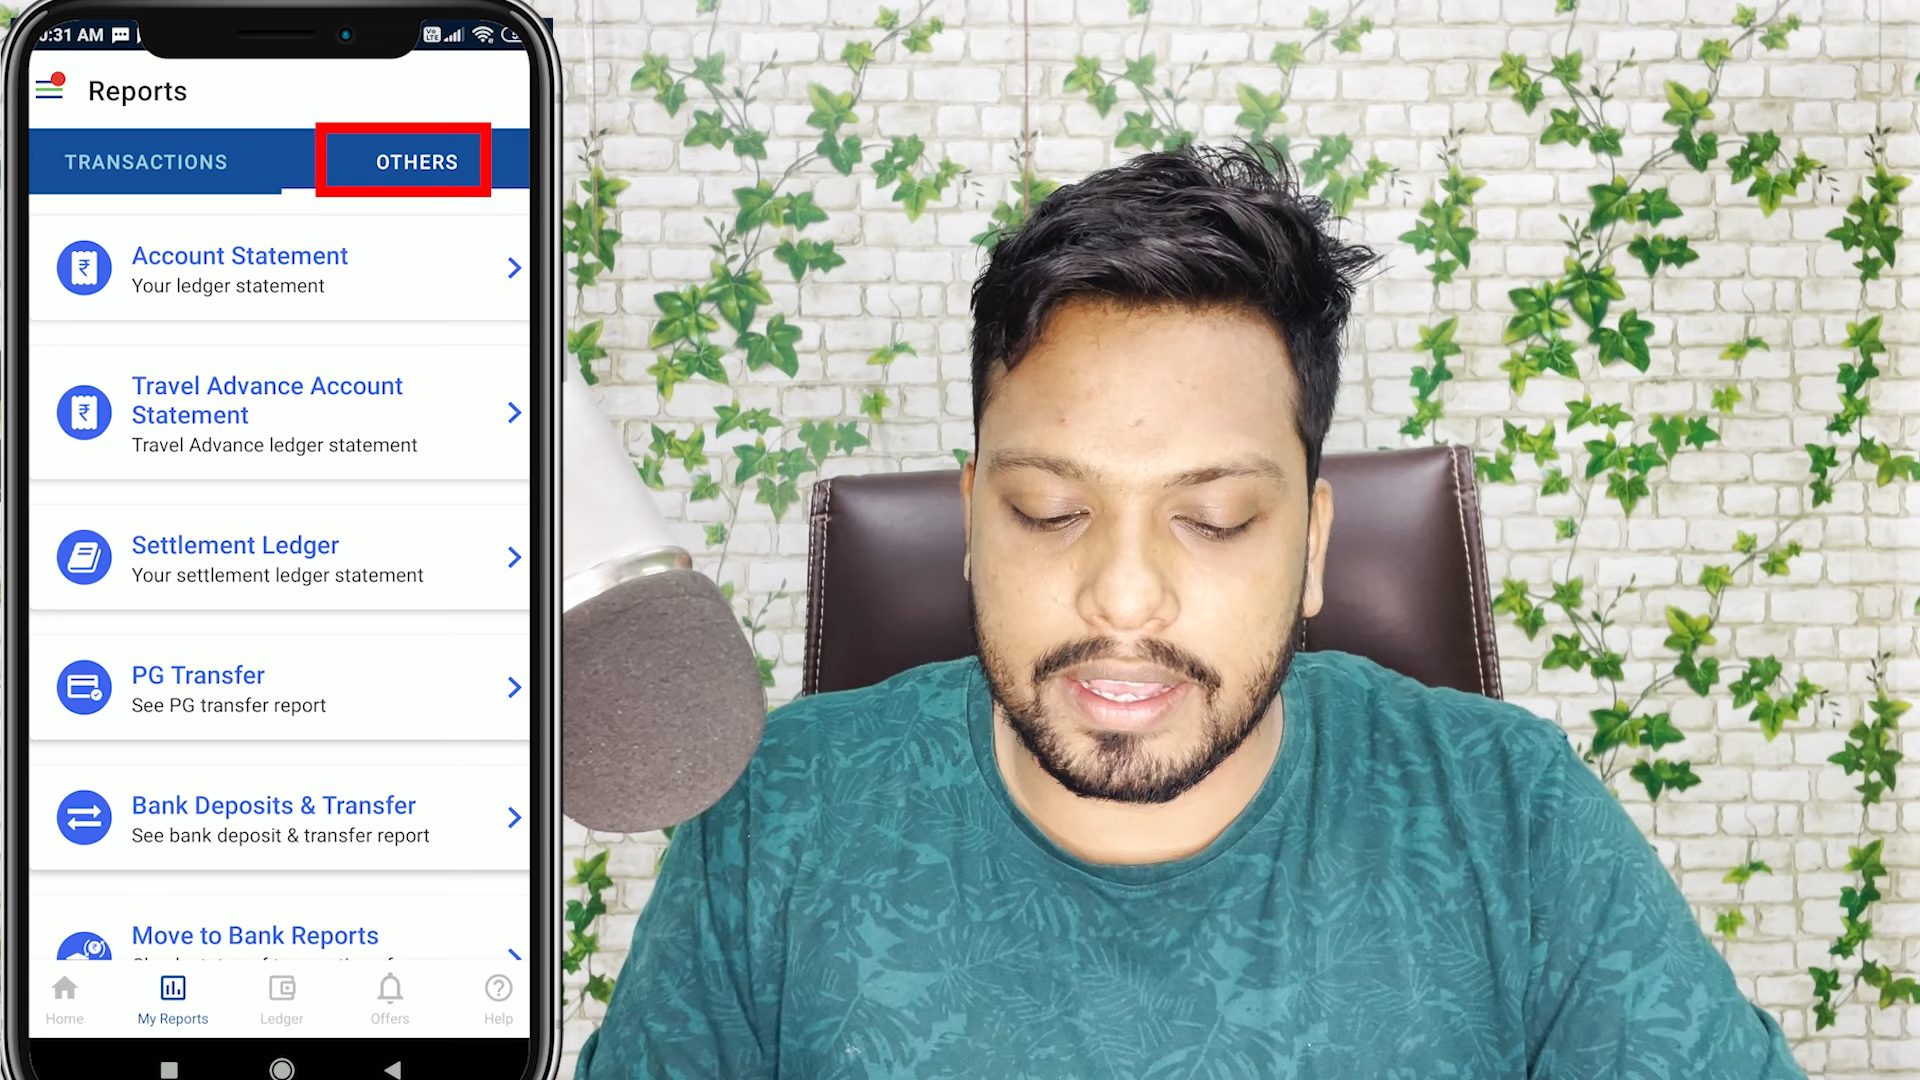 :31 AM
Vo
LTE
Reports
TRANSACTIONS
OTHERS
Account Statement
Your ledger statement
Travel Advance Account
Statement
Travel Advance ledger statement
Settlement Ledger
Your settlement ledger statement
PG Transfer
See PG transfer report
Bank Deposits & Transfer
See bank deposit & transfer report
Move to Bank Reports
Home
My Reports
Ledger
Offers
Help